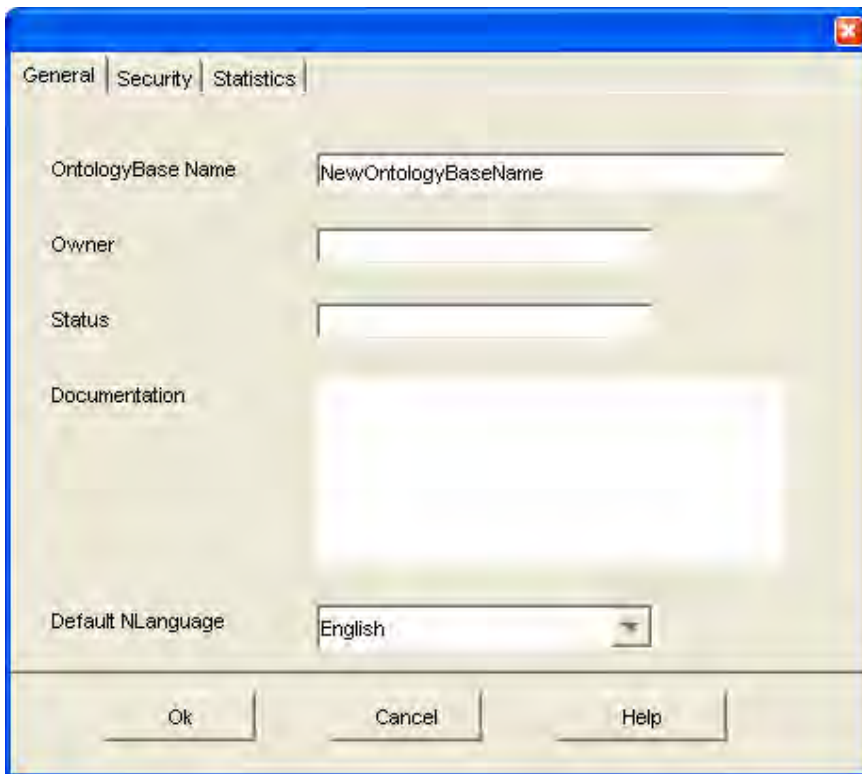 General Security Statistics
OntologyBase Name NewOntologyBaseName
Owner
Status
Documentation
Default NLanguage English
Ok Cancel Help